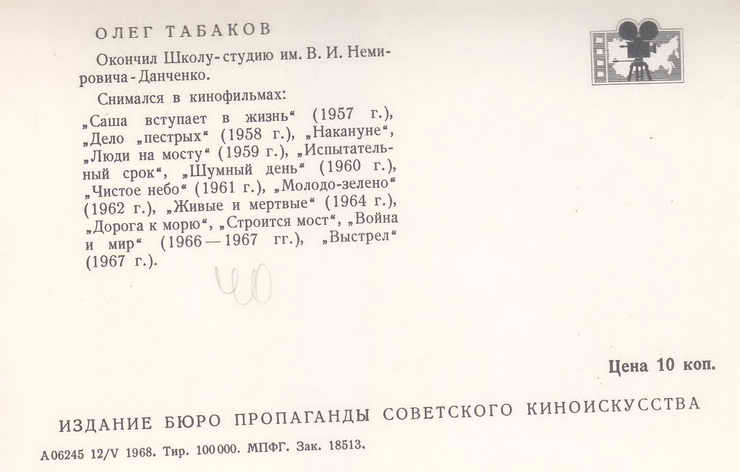 ОЛЕГ ТАБАКОВ
Окончил Школу-студию им. В. И. Неми-
ровича-Данченко.
Снимался в кинофильмах:
„Саша вступает в жизнь“ (1957 г.),
„Дело „пестрых“ (1958 г.), „Накануне“,
„Люди на мосту“ (1959 г.), „Испытатель-
ный срок“, „Шумный день“ (1960 г.),
„Чистое небо“ (1961 г.), „Молодо-зелено“
(1962 г.), „Живые и мертвые“ (1964 г.),
„Дорога к морю“, „Строится мост“, „Война
и мир“ (1966—1967 гг.), „Выстрел“
(1967 г.).
40
Цена 10 коп.
ИЗДАНИЕ БЮРО ПРОПАГАНДЫ СОВЕТСКОГО КИНОИСКУССТВА
А06245 12/V 1968. Тир. 100000. МПФГ. Зак. 18513.